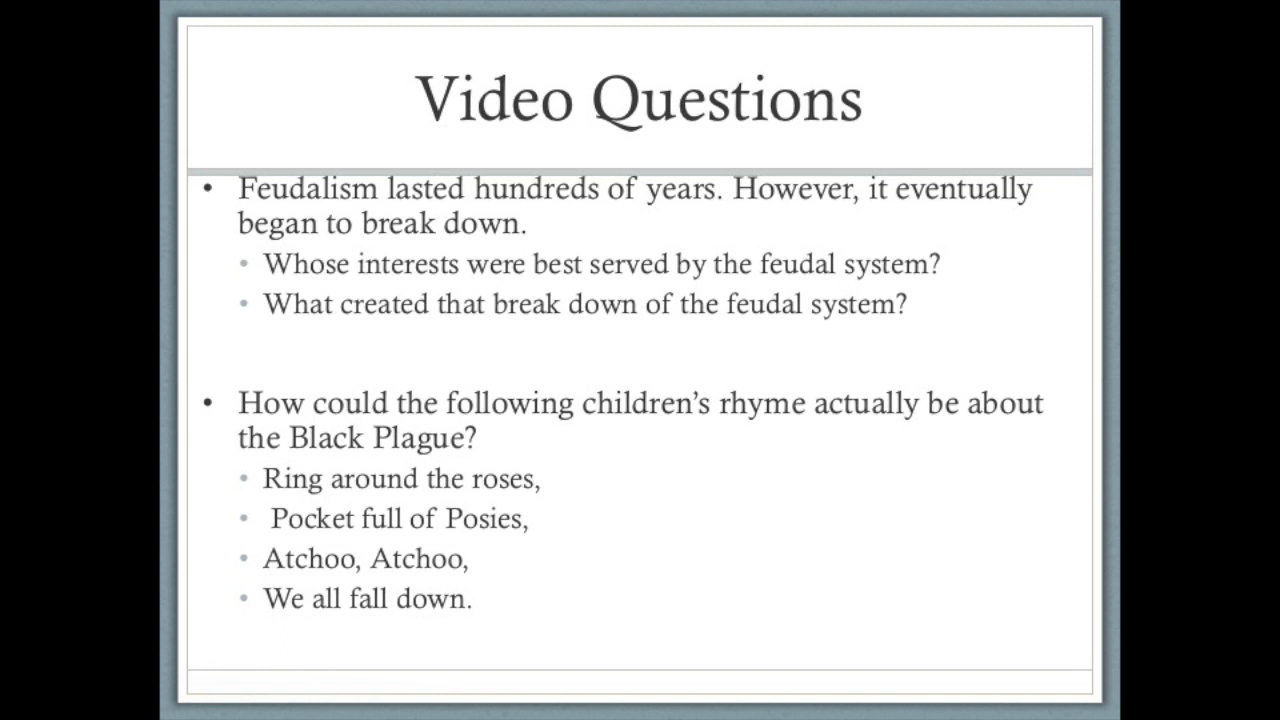 Video Questions
• Feudalism lasted hundreds of years. However, it eventually
began to break down.
• Whose interests were best served by the feudal system?
• What created that break down of the feudal system?
• How could the following children’s rhyme actually be about
the Black Plague?
• Ring around the roses,
• Pocket full of Posies,
• Atchoo, Atchoo,
• We all fall down.